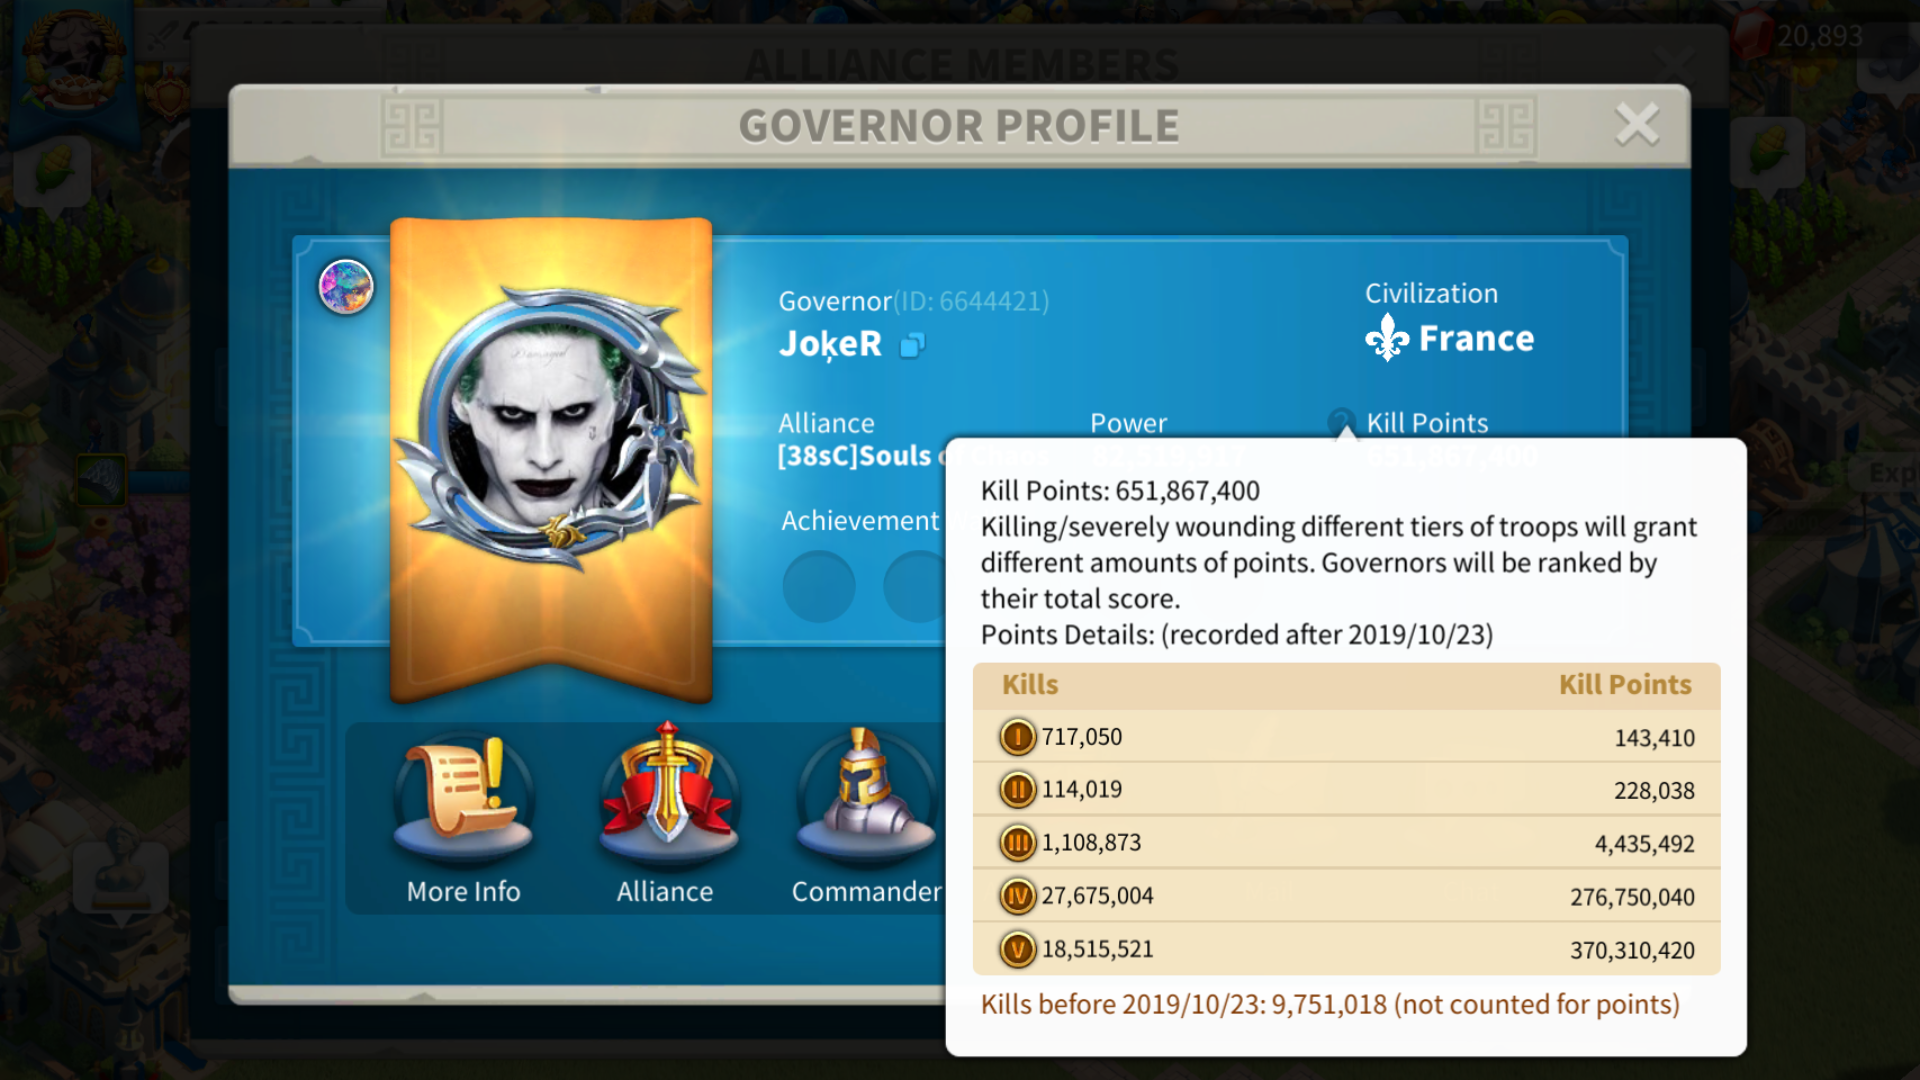 20,893
ALLIANCE MEMBERS
GOVERNOR PROFILE
Governor(ID: 6644421)
JoķeR
Civilization
France
Alliance
Power
Kill Points
[38sC]Souls
Achievement
Kill Points: 651,867,400
Killing/severely wounding different tiers of troops will grant
different amounts of points. Governors will be ranked by
their total score.
Points Details: (recorded after 2019/10/23)
Kills Kill Points
I 717,050 143,410
II 114,019 228,038
III 1,108,873 4,435,492
IV 27,675,004 276,750,040
V 18,515,521 370,310,420
Kills before 2019/10/23: 9,751,018 (not counted for points)
More Info
Alliance
Commander